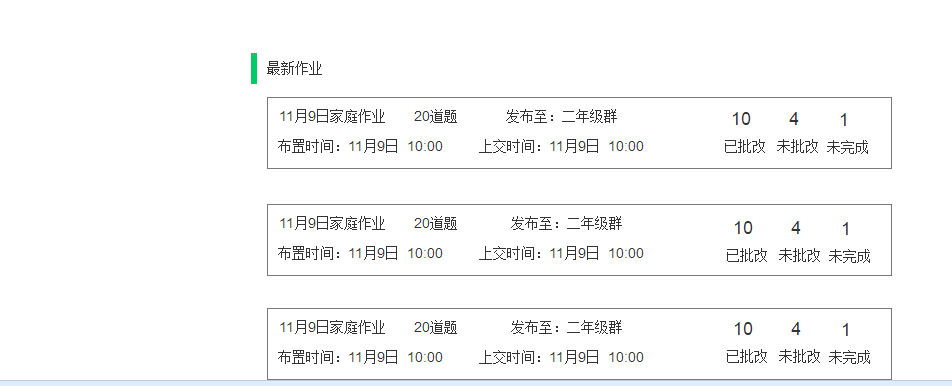 最新作业
11月9日家庭作业 20道题 发布至：二年级群 10 4 1
布置时间：11月9日 10:00 上交时间：11月9日 10:00 已批改 未批改 未完成
11月9日家庭作业 20道题 发布至：二年级群 10 4 1
布置时间：11月9日 10:00 上交时间：11月9日 10:00 已批改 未批改 未完成
11月9日家庭作业 20道题 发布至：二年级群 10 4 1
布置时间：11月9日 10:00 上交时间：11月9日 10:00 已批改 未批改 未完成